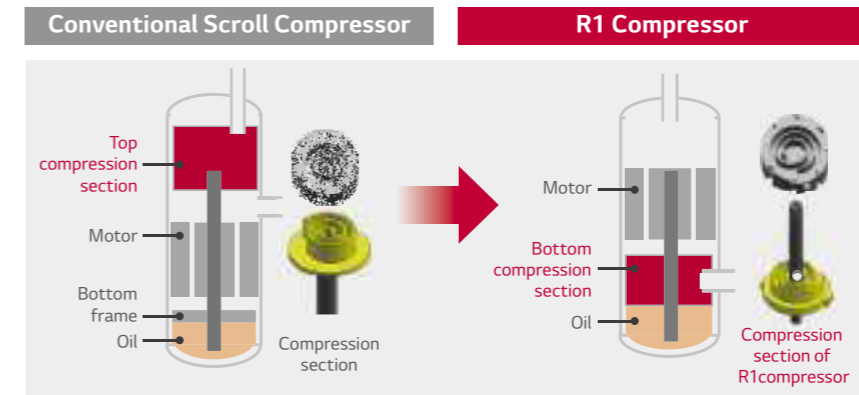 Conventional Scroll Compressor
R1 Compressor
Top
compression
section
Motor
Bottom
frame
Oil
Compression
section
Motor
Bottom
compression
section
Oil
Compression
section of
R1compressor